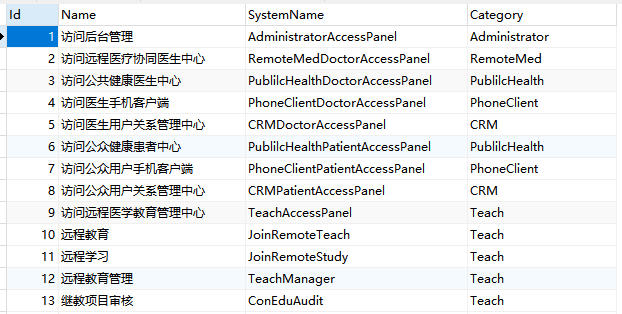 Id Name SystemName Category
1 访问后台管理 AdministratorAccessPanel Administrator
2 访问远程医疗协同医生中心 RemoteMedDoctorAccessPanel RemoteMed
3 访问公共健康医生中心 PublilcHealthDoctorAccessPanel PublilcHealth
4 访问医生手机客户端 PhoneClientDoctorAccessPanel PhoneClient
5 访问医生用户关系管理中心 CRMDoctorAccessPanel CRM
6 访问公众健康患者中心 PublilcHealthPatientAccessPanel PublilcHealth
7 访问公众用户手机客户端 PhoneClientPatientAccessPanel PhoneClient
8 访问公众用户关系管理中心 CRMPatientAccessPanel CRM
9 访问远程医学教育管理中心 TeachAccessPanel Teach
10 远程教育 JoinRemoteTeach Teach
11 远程学习 JoinRemoteStudy Teach
12 远程教育管理 TeachManager Teach
13 继教项目审核 ConEduAudit Teach